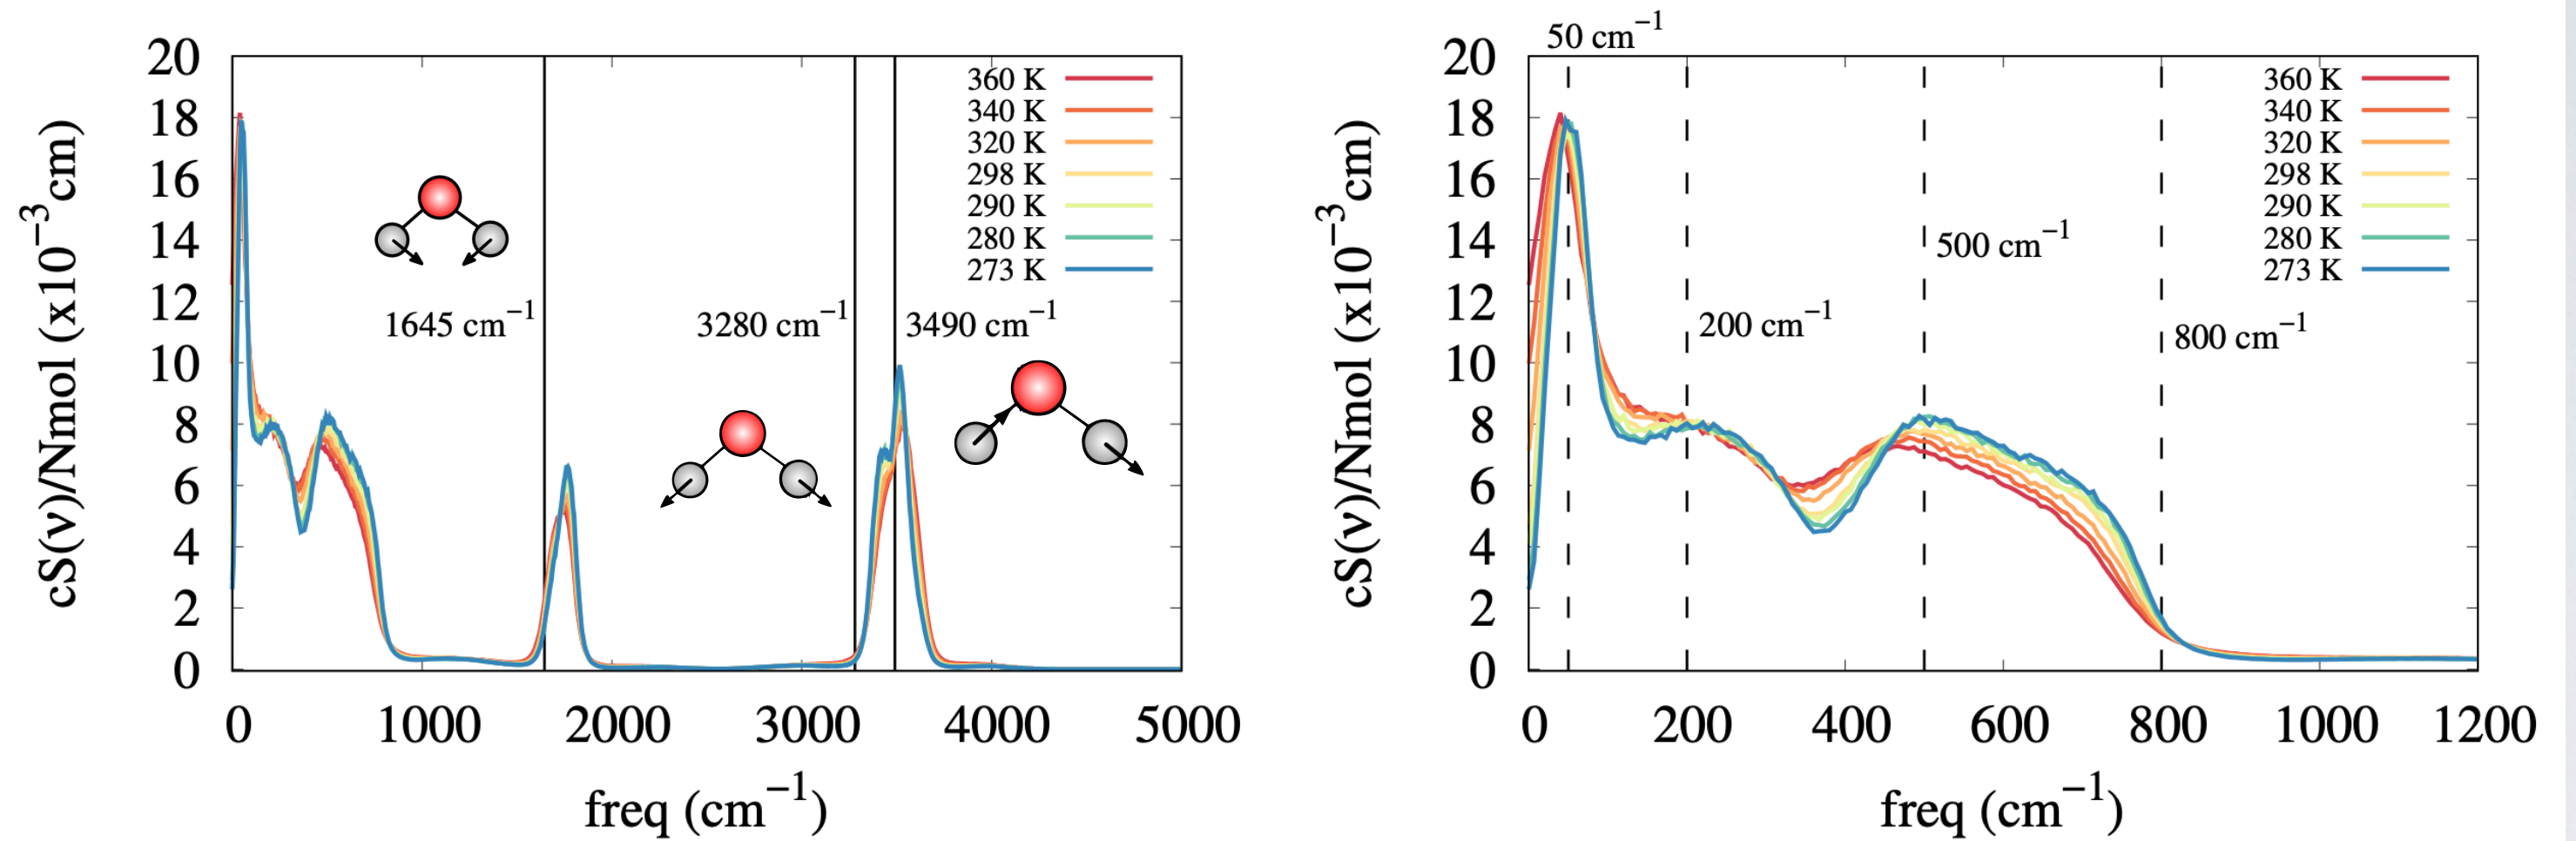 20
18
16
14
12
10
8
6
4
2
0
cS(ν)/Nmol (x10⁻³cm)
360 K
340 K
320 K
298 K
290 K
280 K
273 K
1645 cm⁻¹
3280 cm⁻¹
3490 cm⁻¹
0 1000 2000 3000 4000 5000
freq (cm⁻¹)
50 cm⁻¹
20
18
16
14
12
10
8
6
4
2
0
cS(ν)/Nmol (x10⁻³cm)
360 K
340 K
320 K
298 K
290 K
280 K
273 K
500 cm⁻¹
200 cm⁻¹
800 cm⁻¹
0 200 400 600 800 1000 1200
freq (cm⁻¹)